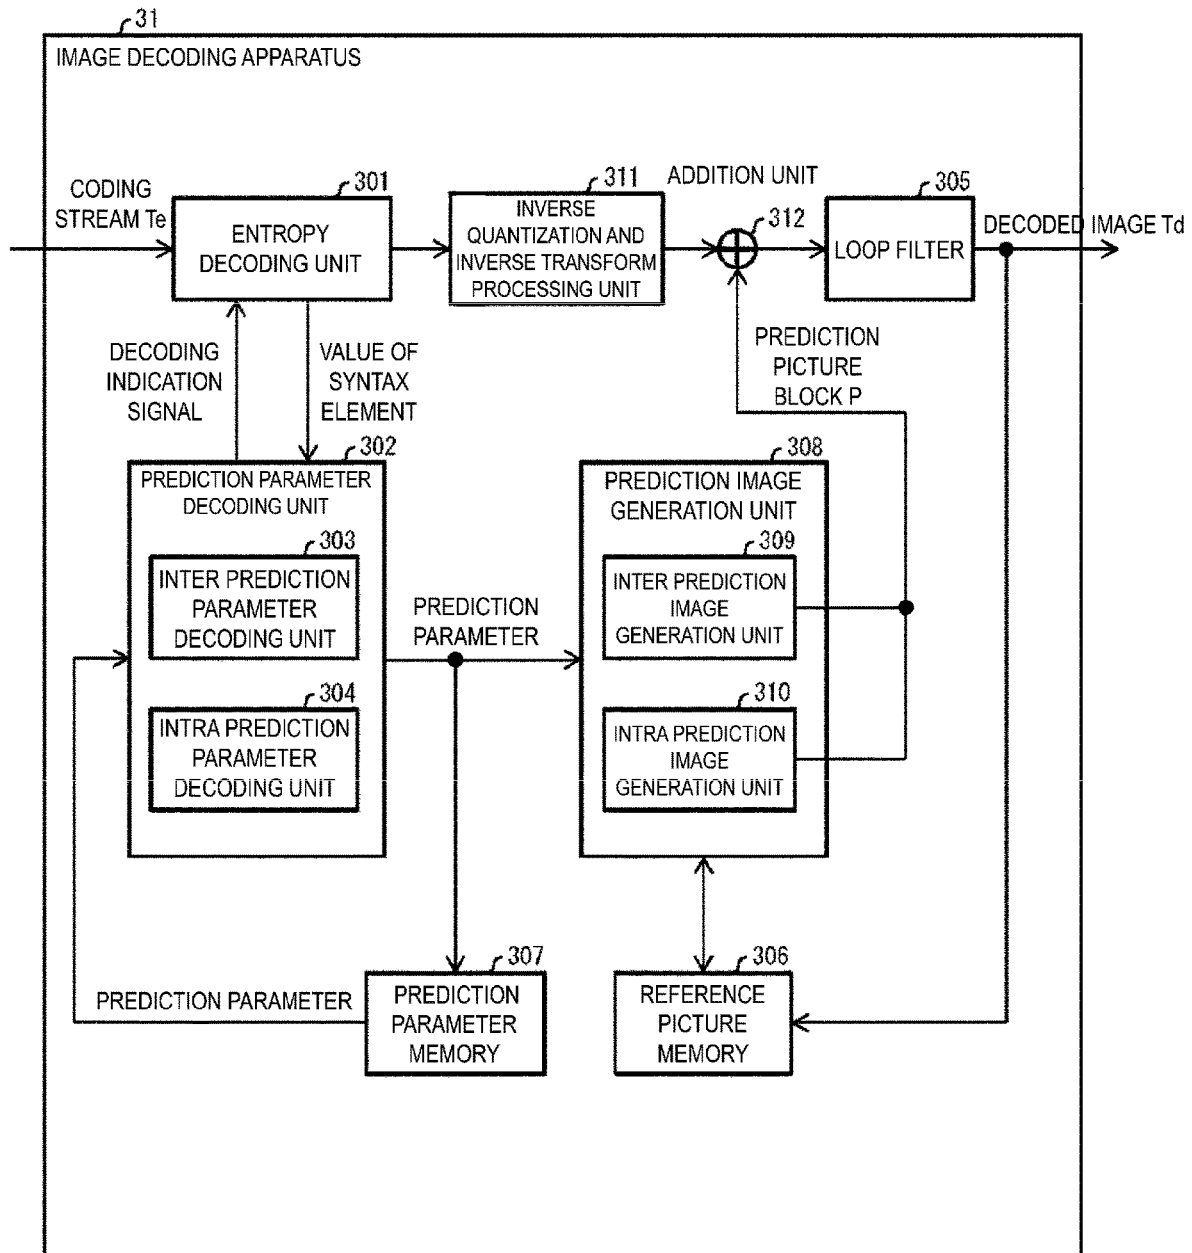 31
IMAGE DECODING APPARATUS
CODING
STREAM Te
301
ENTROPY
DECODING UNIT
311
INVERSE
QUANTIZATION AND
INVERSE TRANSFORM
PROCESSING UNIT
ADDITION UNIT
312
305
LOOP FILTER
DECODED IMAGE Td
DECODING
INDICATION
SIGNAL
VALUE OF
SYNTAX
ELEMENT
PREDICTION
PICTURE
BLOCK P
302
PREDICTION PARAMETER
DECODING UNIT
303
INTER PREDICTION
PARAMETER
DECODING UNIT
304
INTRA PREDICTION
PARAMETER
DECODING UNIT
PREDICTION
PARAMETER
308
PREDICTION IMAGE
GENERATION UNIT
309
INTER PREDICTION
IMAGE
GENERATION UNIT
310
INTRA PREDICTION
IMAGE
GENERATION UNIT
PREDICTION PARAMETER
307
PREDICTION
PARAMETER
MEMORY
306
REFERENCE
PICTURE
MEMORY